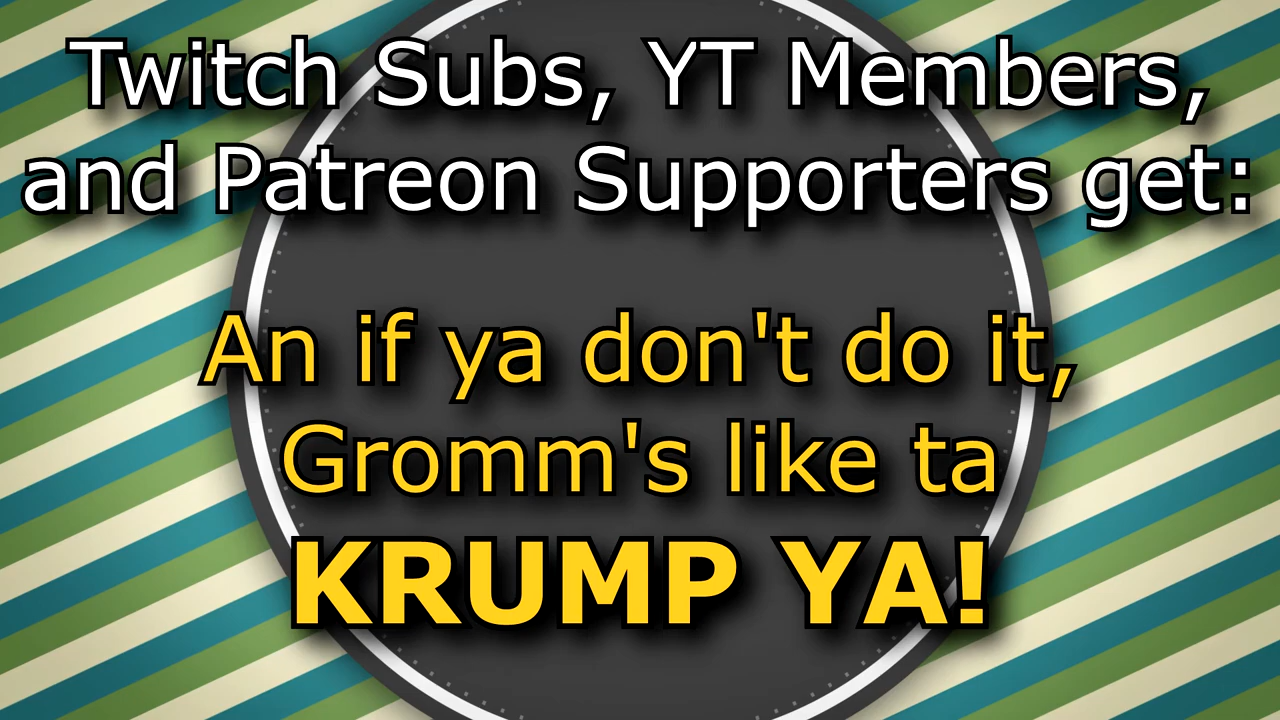 Twitch Subs, YT Members,
and Patreon Supporters get:
An if ya don't do it,
Gromm's like ta
KRUMP YA!